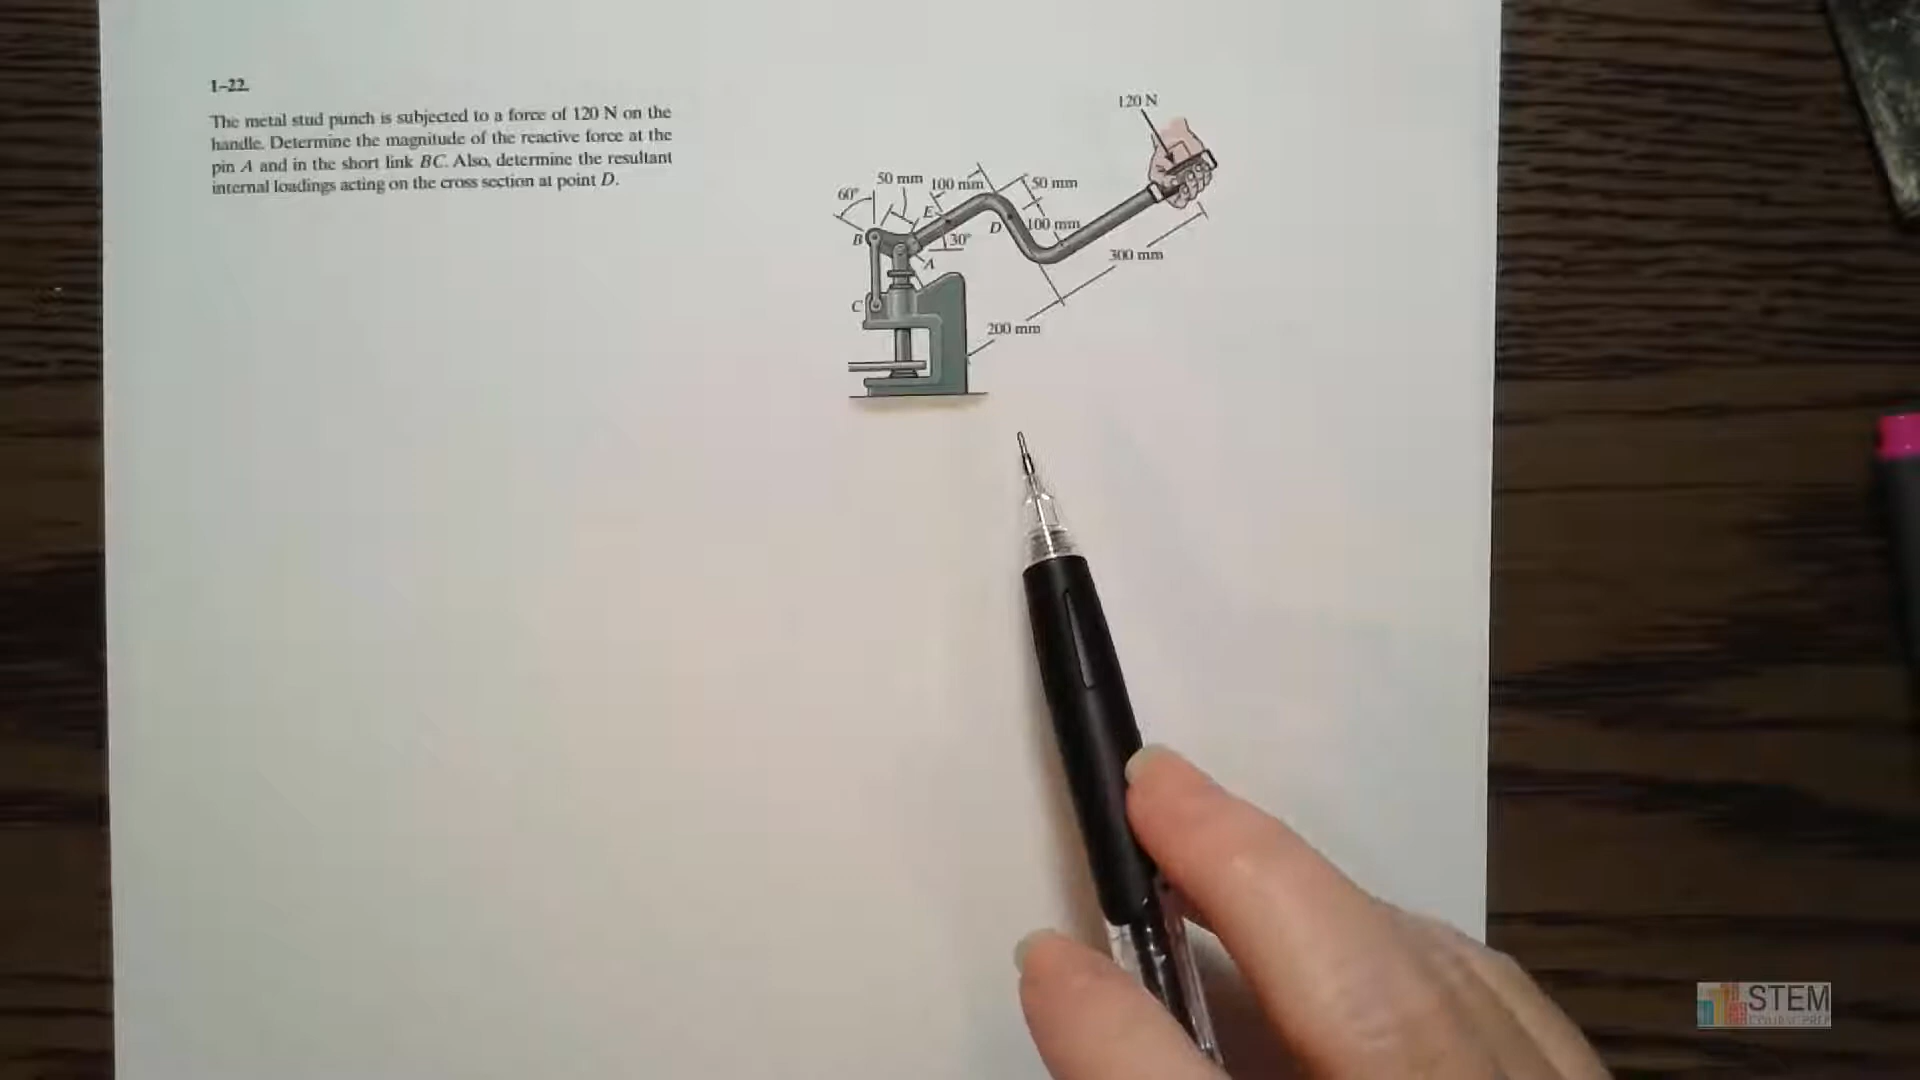 1–22.
The metal stud punch is subjected to a force of 120 N on the
handle. Determine the magnitude of the reactive force at the
pin A and in the short link BC. Also, determine the resultant
internal loadings acting on the cross section at point D.
120 N
50 mm
100 mm
50 mm
60°
E
B
D
100 mm
30°
A
300 mm
C
200 mm
STEM